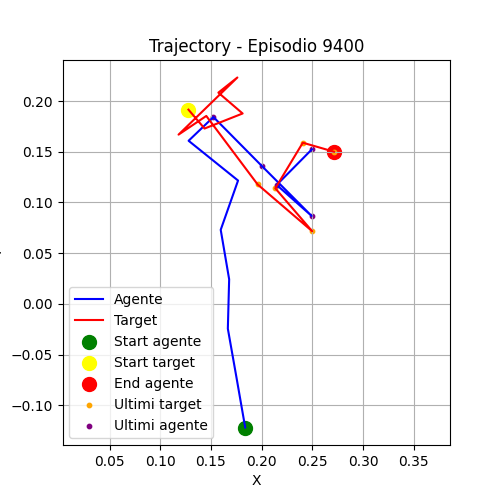 Trajectory - Episodio 9400
0.20
0.15
0.10
0.05
0.00
−0.05
−0.10
Agente
Target
Start agente
Start target
End agente
Ultimi target
Ultimi agente
0.05 0.10 0.15 0.20 0.25 0.30 0.35
X